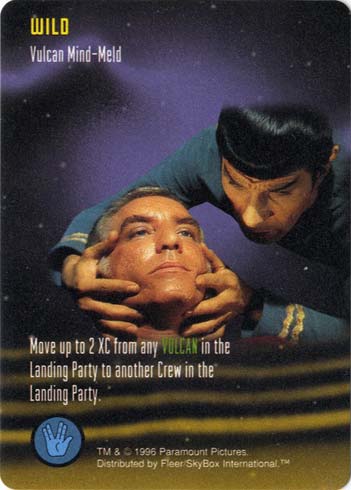 WILD
Vulcan Mind-Meld
Move up to 2 XC from any VULCAN in the
Landing Party to another Crew in the
Landing Party.
TM & © 1996 Paramount Pictures.
Distributed by Fleer/SkyBox International.™